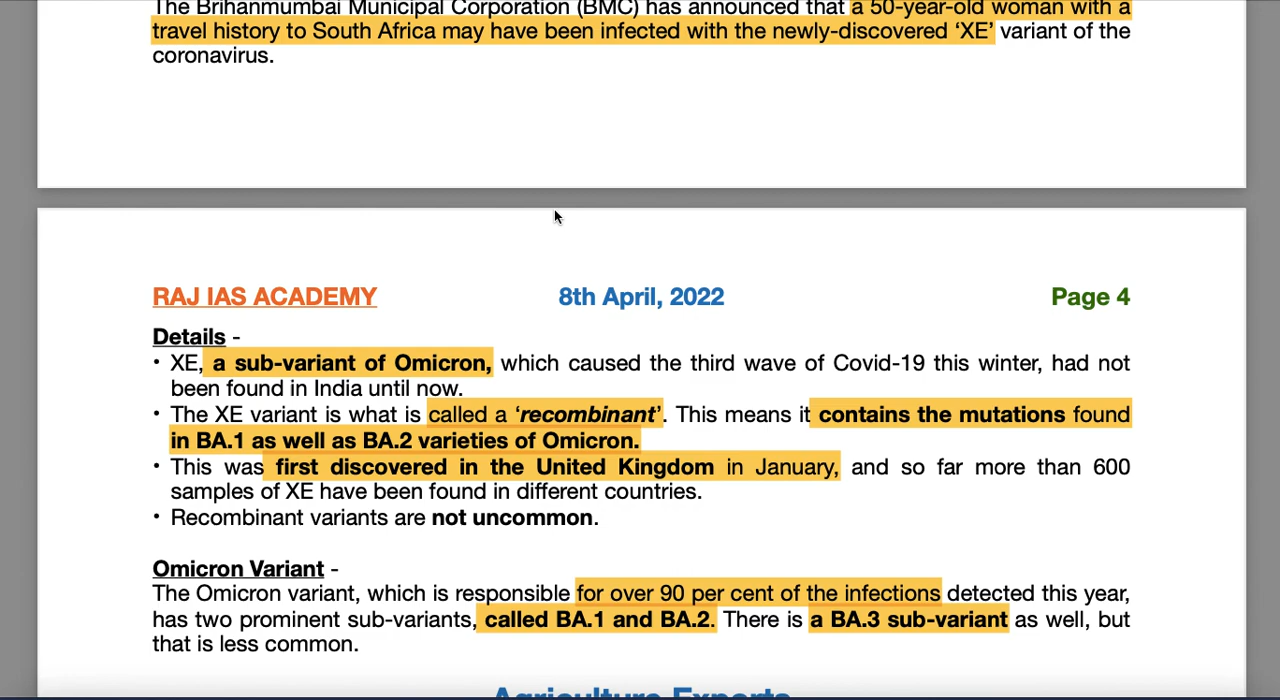 The Brihanmumbai Municipal Corporation (BMC) has announced that a 50-year-old woman with a
travel history to South Africa may have been infected with the newly-discovered ‘XE’ variant of the
coronavirus.
RAJ IAS ACADEMY 8th April, 2022 Page 4
Details -
• XE, a sub-variant of Omicron, which caused the third wave of Covid-19 this winter, had not
been found in India until now.
• The XE variant is what is called a ‘recombinant’. This means it contains the mutations found
in BA.1 as well as BA.2 varieties of Omicron.
• This was first discovered in the United Kingdom in January, and so far more than 600
samples of XE have been found in different countries.
• Recombinant variants are not uncommon.
Omicron Variant -
The Omicron variant, which is responsible for over 90 per cent of the infections detected this year,
has two prominent sub-variants, called BA.1 and BA.2. There is a BA.3 sub-variant as well, but
that is less common.
Agriculture Exports